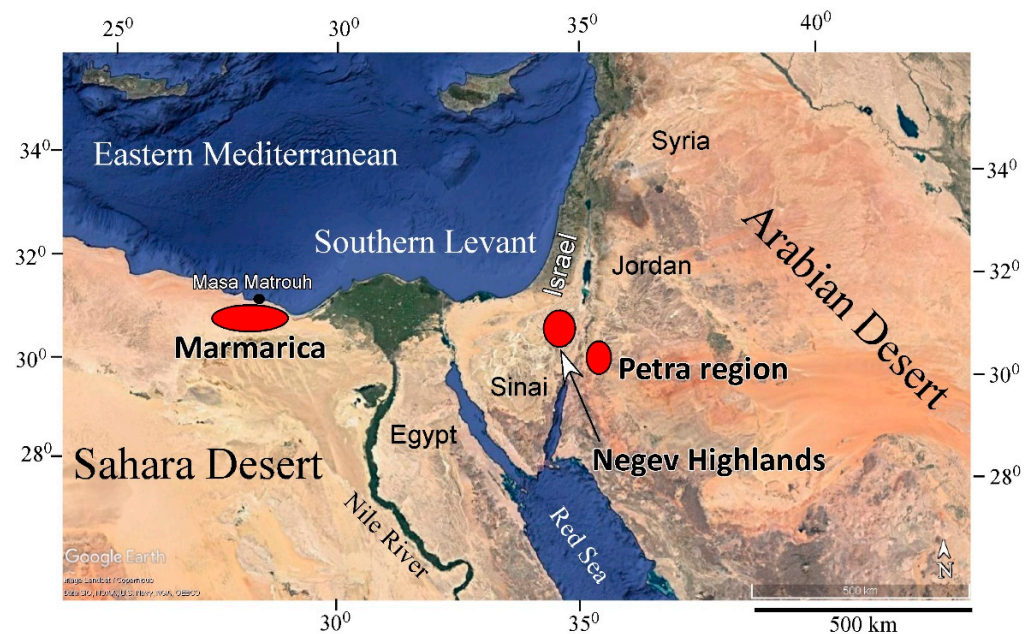 25⁰ 30⁰ 35⁰ 40⁰
34⁰
Eastern Mediterranean
Syria
34⁰
Arabian Desert
Southern Levant
Israel
Jordan
32⁰
32⁰
Masa Matrouh
Marmarica
30⁰
Petra region
30⁰
Sinai
Egypt
Negev Highlands
28⁰
28⁰
Sahara Desert
Nile River
Red Sea
Google Earth
N
500 km
30⁰ 35⁰
500 km